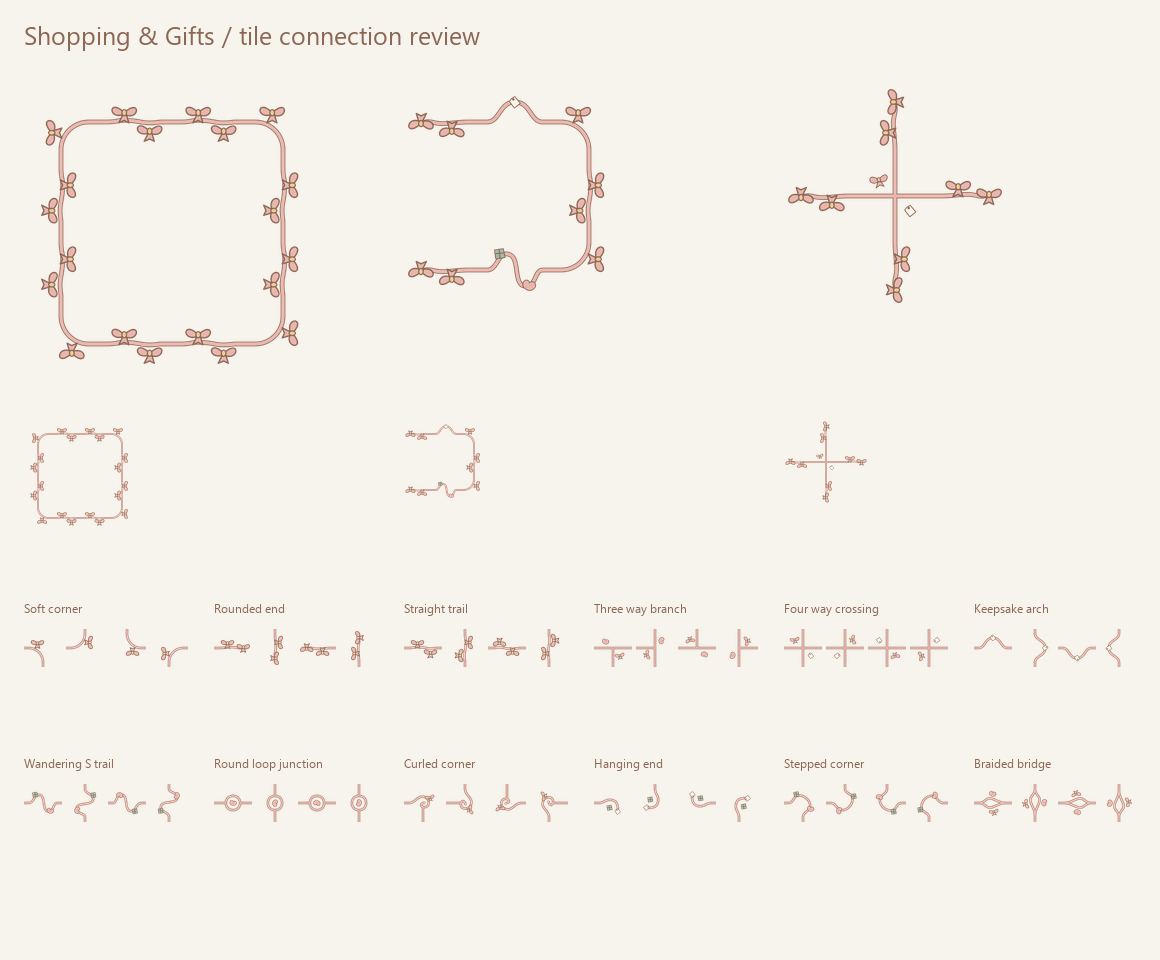 Shopping & Gifts / tile connection review
Soft corner
Rounded end
Straight trail
Three way branch
Four way crossing
Keepsake arch
Wandering S trail
Round loop junction
Curled corner
Hanging end
Stepped corner
Braided bridge